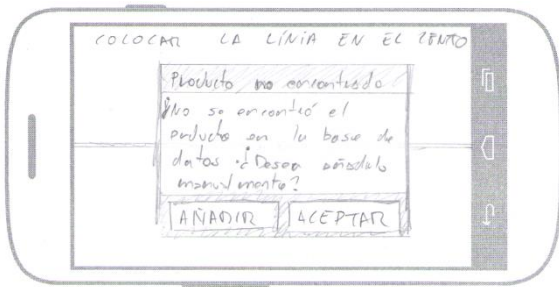 COLOCAR LA LÍNIA EN EL CENTO
Producto no encontrado
¡No se encontró el
producto en la base de
datos ¿Desea añadirlo
manualmente?
AÑADIR ACEPTAR